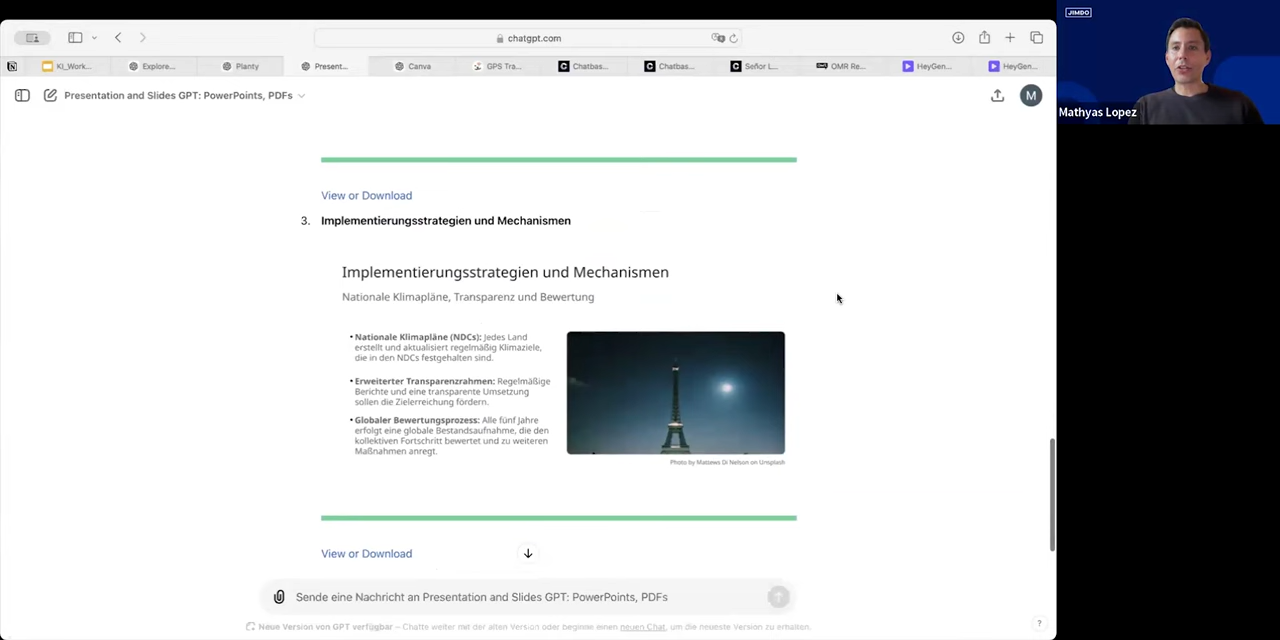 JIMDO
Mathyas Lopez
chatgpt.com
KI_Work...
Explore...
Planty
Present...
Canva
GPS Tra...
Chatbas...
Chatbas...
Señor L...
OMR Re...
HeyGen...
HeyGen...
Presentation and Slides GPT: PowerPoints, PDFs
M
View or Download
3. Implementierungsstrategien und Mechanismen
Implementierungsstrategien und Mechanismen
Nationale Klimapläne, Transparenz und Bewertung
• Nationale Klimapläne (NDCs): Jedes Land
erstellt und aktualisiert regelmäßig Klimaziele,
die in den NDCs festgehalten sind.
• Erweiterter Transparenzrahmen: Regelmäßige
Berichte und eine transparente Umsetzung
sollen die Zielerreichung fördern.
• Globaler Bewertungsprozess: Alle fünf Jahre
erfolgt eine globale Bestandsaufnahme, die den
kollektiven Fortschritt bewertet und zu weiteren
Maßnahmen anregt.
Photo by Mattews Di Nelson on Unsplash
View or Download
Sende eine Nachricht an Presentation and Slides GPT: PowerPoints, PDFs
Neue Version von GPT verfügbar – Chatte weiter mit der alten Version oder beginne einen neuen Chat, um die neueste Version zu erhalten.
?